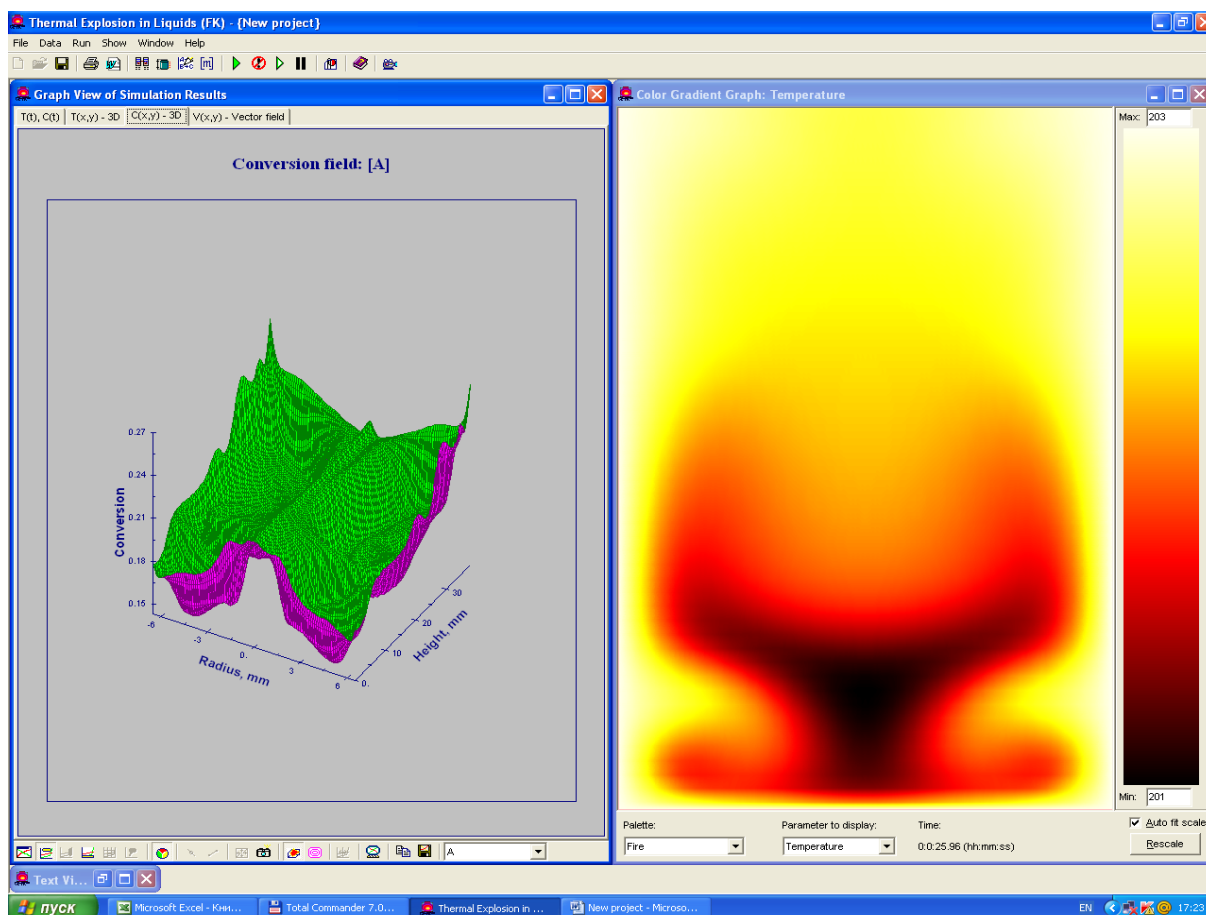 Thermal Explosion in Liquids (FK) - {New project}
File Data Run Show Window Help
Graph View of Simulation Results
T(t), C(t) T(x,y) - 3D C(x,y) - 3D V(x,y) - Vector field
Conversion field: [A]
0.27
0.24
0.21
0.18
0.15
Conversion
-6
-3
0.
3
6
Radius, mm
0.
10
20
30
Height, mm
A
Color Gradient Graph: Temperature
Max: 203
Min: 201
Palette:
Fire
Parameter to display:
Temperature
Time:
0:0:25.96 (hh:mm:ss)
Auto fit scale
Rescale
Text Vi...
пуск
Microsoft Excel - Кни...
Total Commander 7.0...
Thermal Explosion in ...
New project - Microso...
EN
17:23